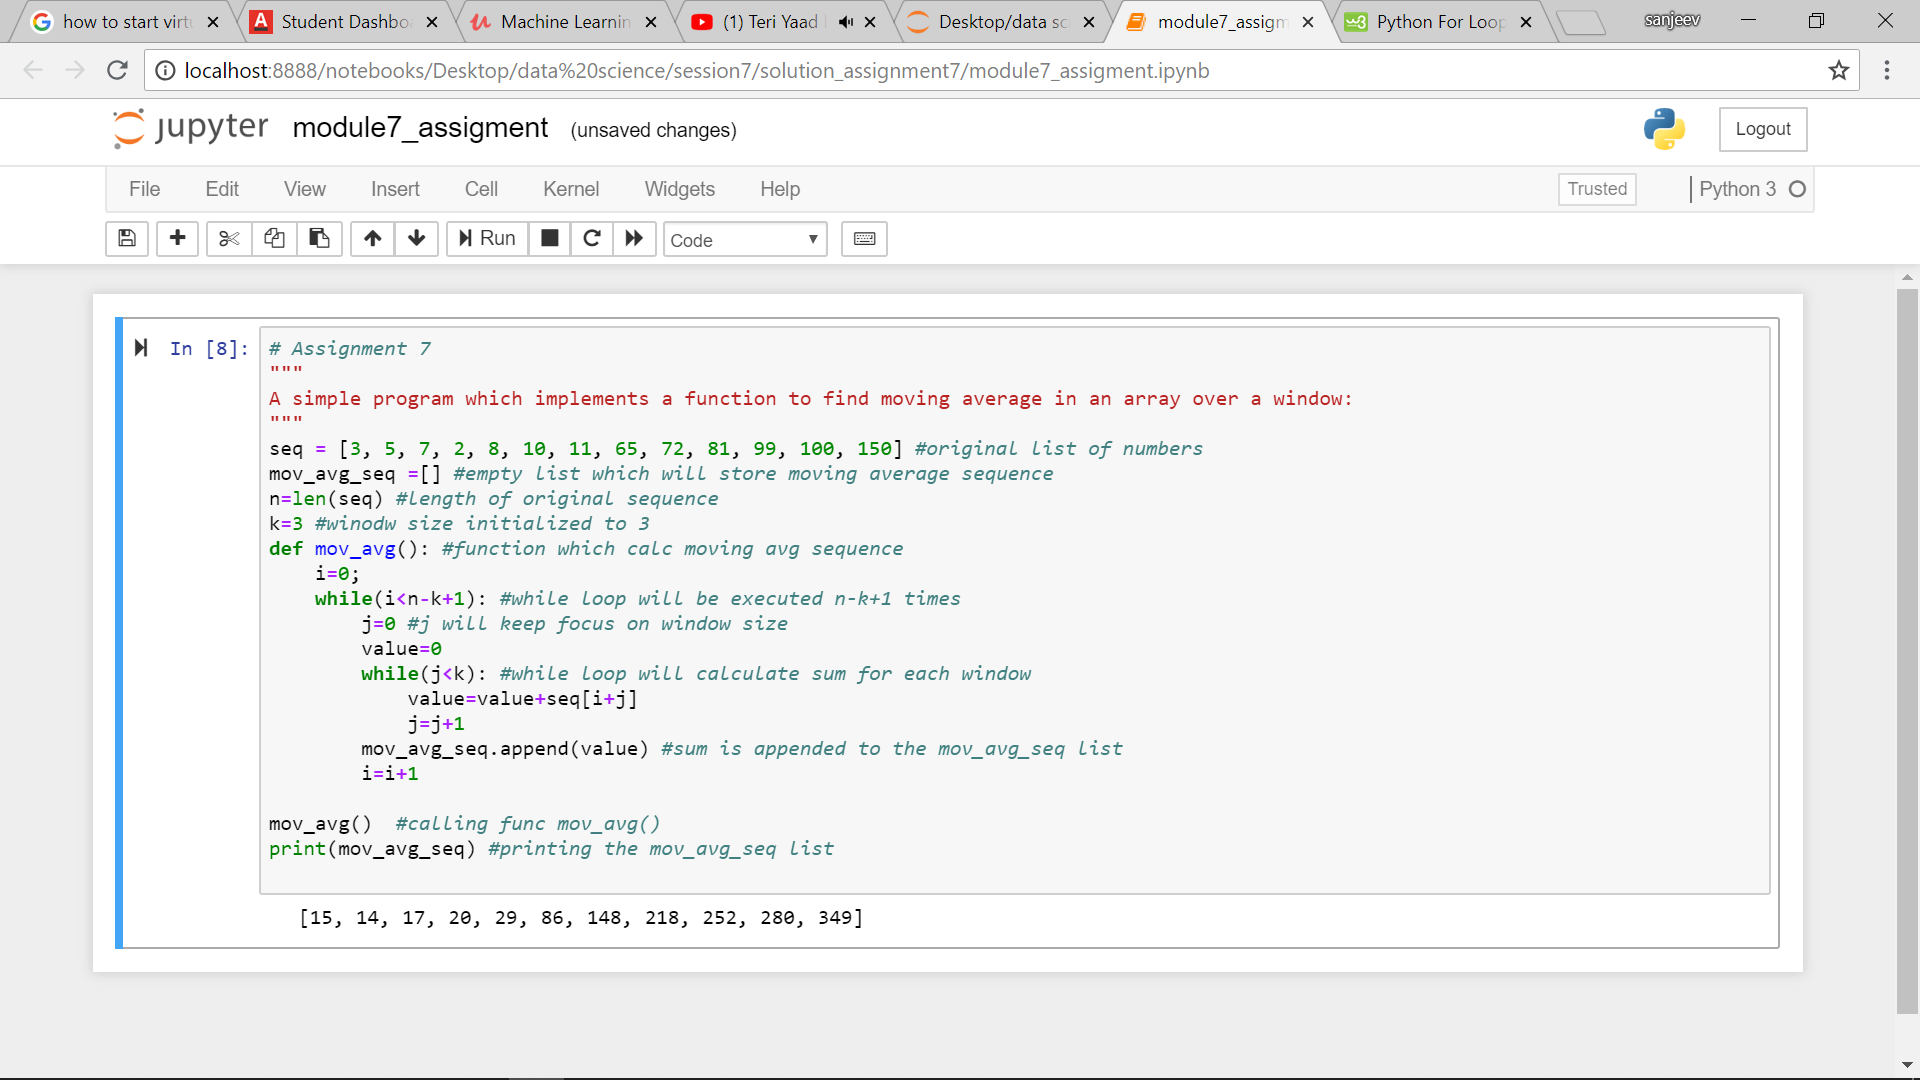 how to start virtu
Student Dashbo
Machine Learnin
(1) Teri Yaad
Desktop/data sc
module7_assigm
Python For Loop
sanjeev
localhost:8888/notebooks/Desktop/data%20science/session7/solution_assignment7/module7_assigment.ipynb
jupyter module7_assigment (unsaved changes)
Logout
File Edit View Insert Cell Kernel Widgets Help Trusted Python 3
Run Code
In [8]: # Assignment 7
"""
A simple program which implements a function to find moving average in an array over a window:
"""
seq = [3, 5, 7, 2, 8, 10, 11, 65, 72, 81, 99, 100, 150] #original list of numbers
mov_avg_seq =[] #empty list which will store moving average sequence
n=len(seq) #length of original sequence
k=3 #winodw size initialized to 3
def mov_avg(): #function which calc moving avg sequence
    i=0;
    while(i<n-k+1): #while loop will be executed n-k+1 times
        j=0 #j will keep focus on window size
        value=0
        while(j<k): #while loop will calculate sum for each window
            value=value+seq[i+j]
            j=j+1
        mov_avg_seq.append(value) #sum is appended to the mov_avg_seq list
        i=i+1
mov_avg()  #calling func mov_avg()
print(mov_avg_seq) #printing the mov_avg_seq list
[15, 14, 17, 20, 29, 86, 148, 218, 252, 280, 349]